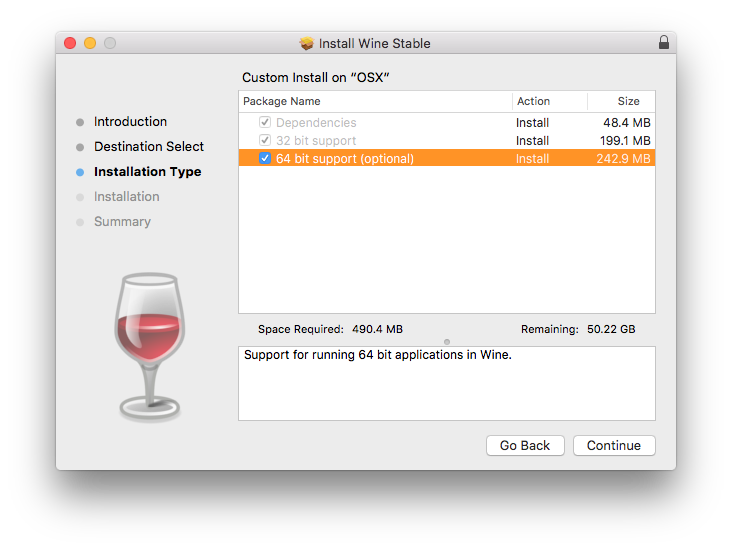 Install Wine Stable
Custom Install on “OSX”
Introduction
Destination Select
Installation Type
Installation
Summary
Package Name Action Size
Dependencies Install 48.4 MB
32 bit support Install 199.1 MB
64 bit support (optional) Install 242.9 MB
Space Required: 490.4 MB Remaining: 50.22 GB
Support for running 64 bit applications in Wine.
Go Back Continue